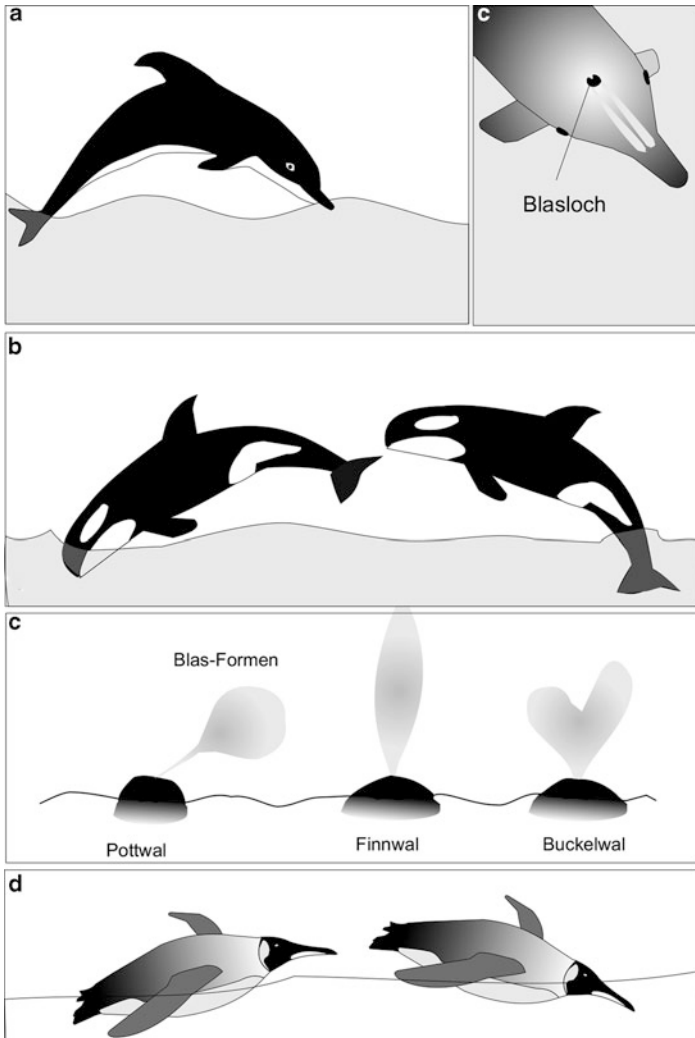 a
c
Blasloch
b
c
Blas-Formen
Pottwal
Finnwal
Buckelwal
d